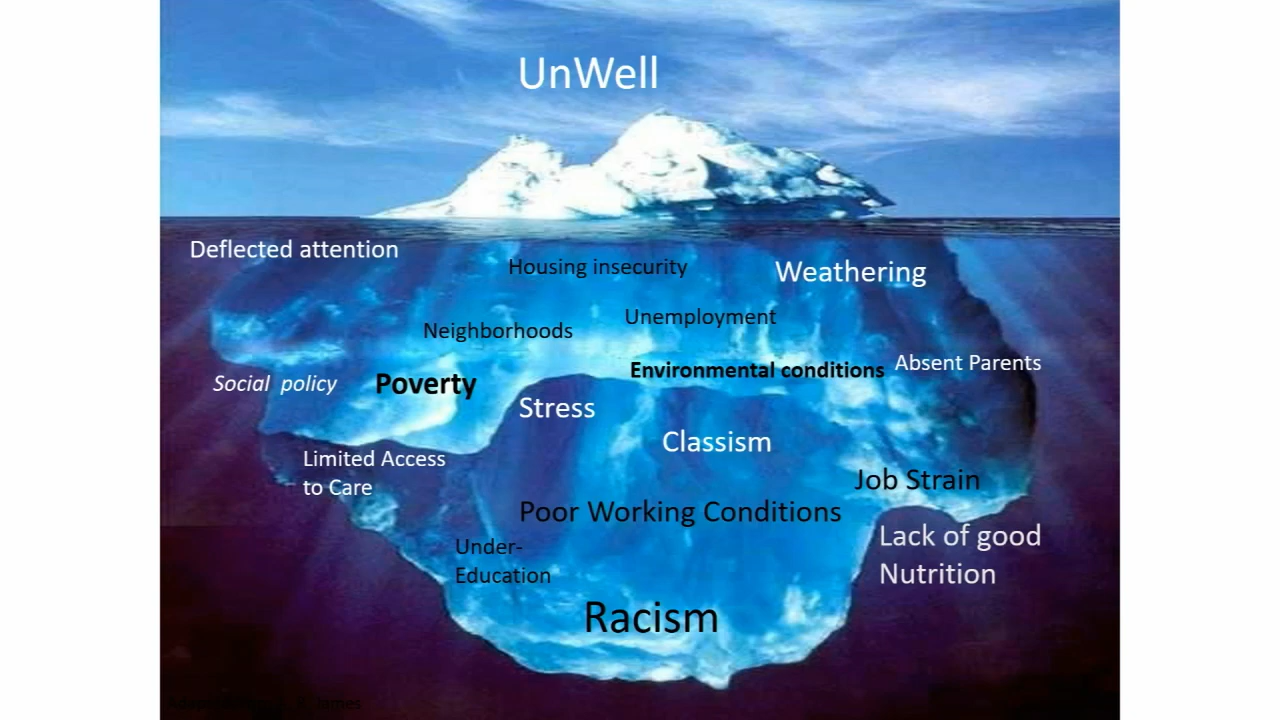 UnWell
Deflected attention
Housing insecurity
Weathering
Unemployment
Neighborhoods
Absent Parents
Environmental conditions
Social policy
Poverty
Stress
Classism
Limited Access
to Care
Job Strain
Poor Working Conditions
Lack of good
Nutrition
Under-
Education
Racism
James